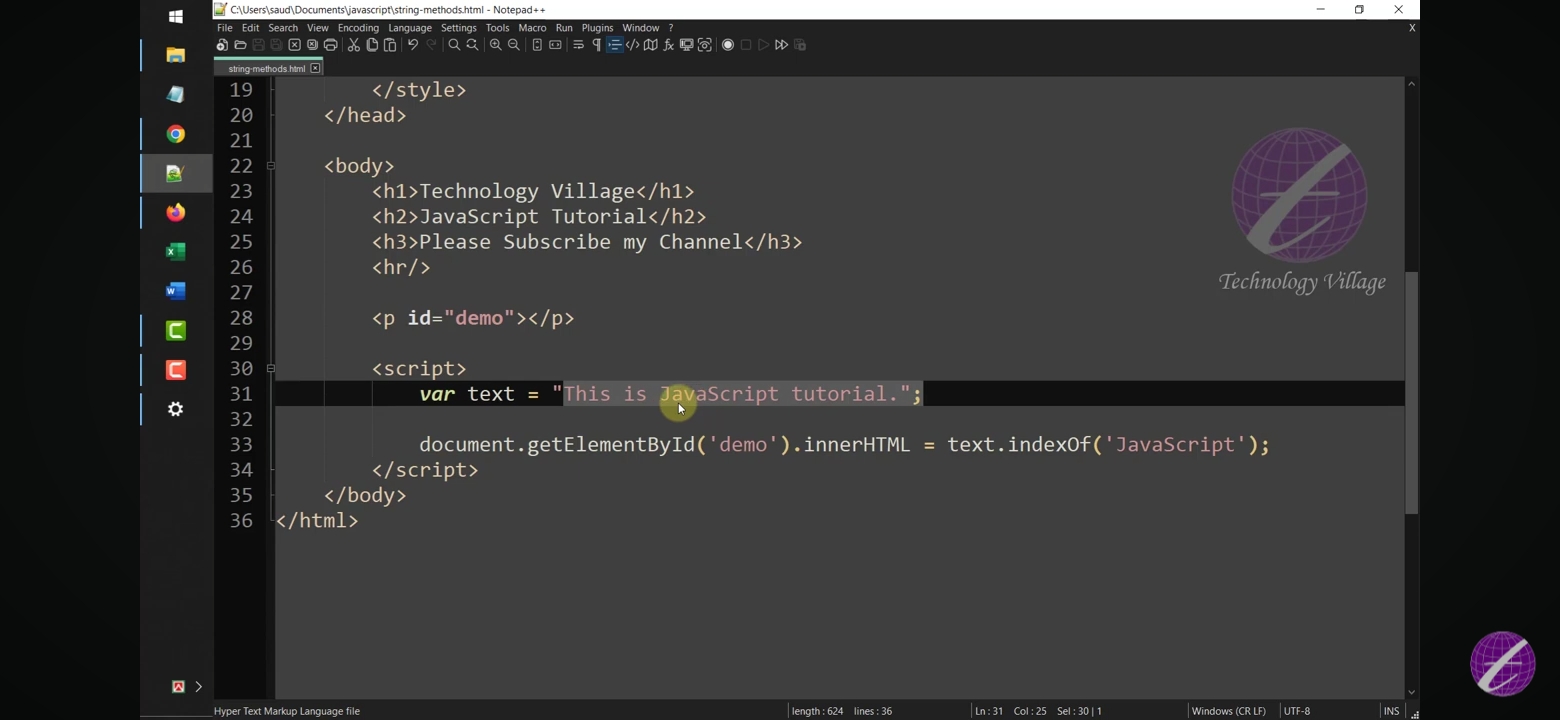 C:\Users\saud\Documents\javascript\string-methods.html - Notepad++
File Edit Search View Encoding Language Settings Tools Macro Run Plugins Window ? X
string-methods.html
19 </style>
20 </head>
21
22 <body>
23 <h1>Technology Village</h1>
24 <h2>JavaScript Tutorial</h2>
25 <h3>Please Subscribe my Channel</h3>
26 <hr/>
27
28 <p id="demo"></p>
29
30 <script>
31 var text = "This is JavaScript tutorial.";
32
33 document.getElementById('demo').innerHTML = text.indexOf('JavaScript');
34 </script>
35 </body>
36 </html>
Technology Village
Hyper Text Markup Language file length : 624 lines : 36 Ln : 31 Col : 25 Sel : 30 | 1 Windows (CR LF) UTF-8 INS